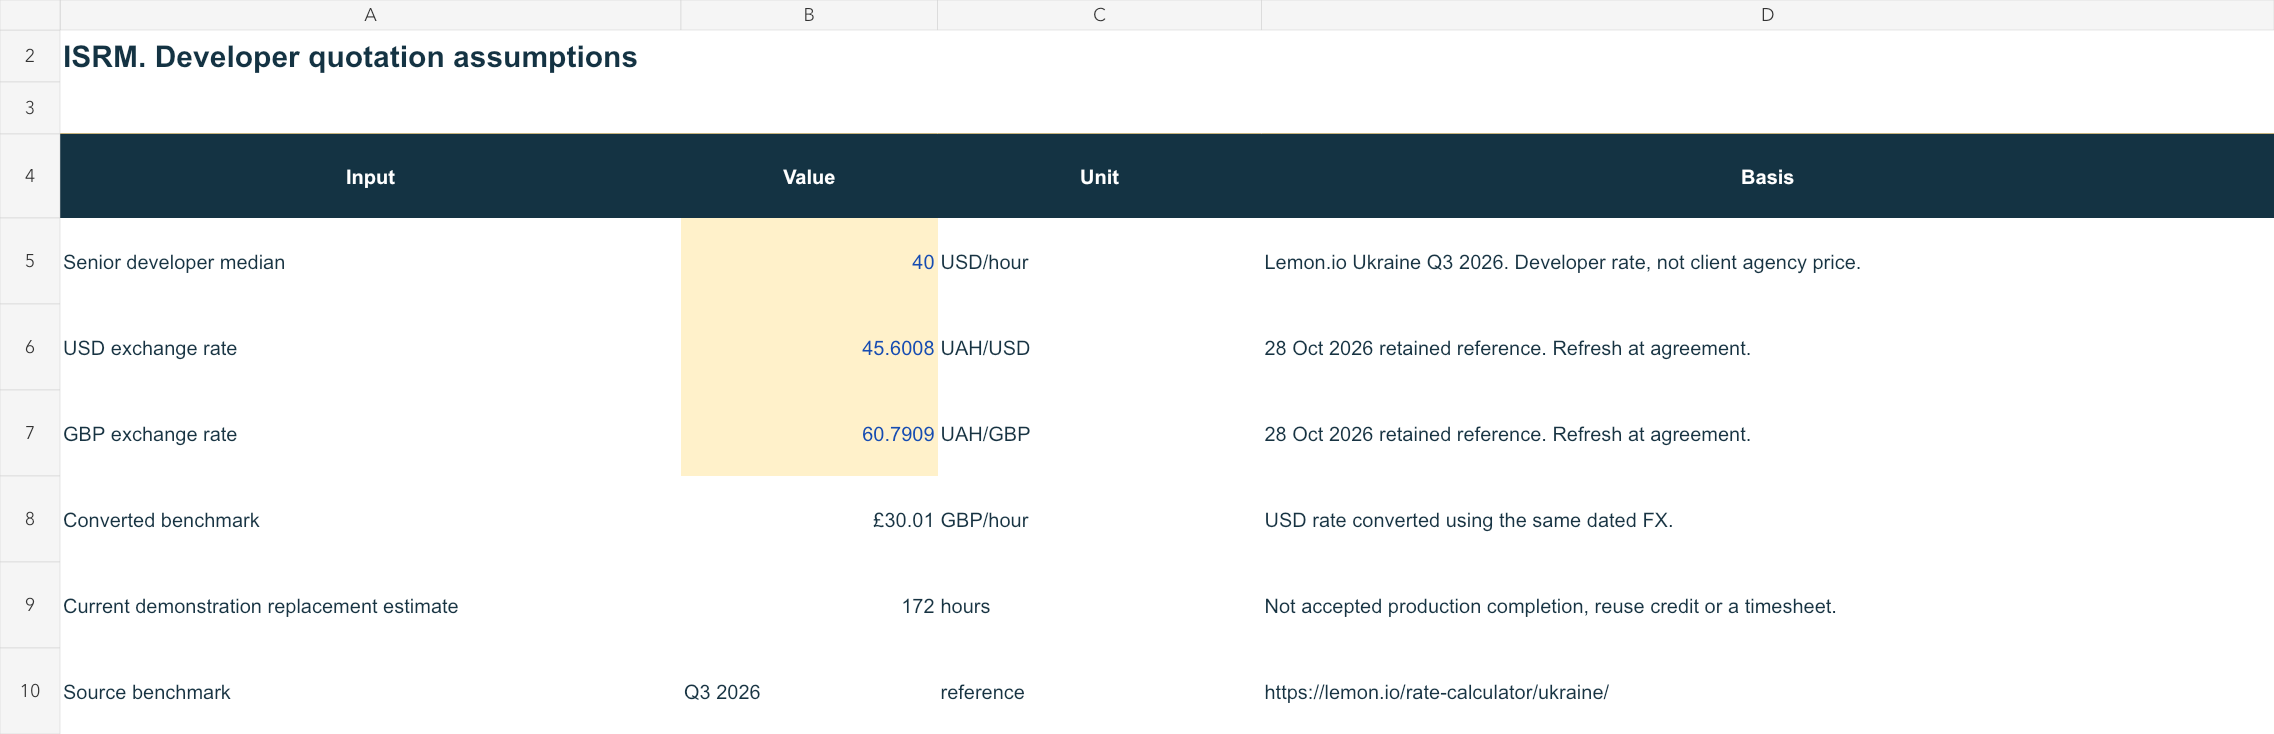 A B C D
2 ISRM. Developer quotation assumptions
3
4 Input Value Unit Basis
5 Senior developer median 40 USD/hour Lemon.io Ukraine Q3 2026. Developer rate, not client agency price.
6 USD exchange rate 45.6008 UAH/USD 28 Oct 2026 retained reference. Refresh at agreement.
7 GBP exchange rate 60.7909 UAH/GBP 28 Oct 2026 retained reference. Refresh at agreement.
8 Converted benchmark £30.01 GBP/hour USD rate converted using the same dated FX.
9 Current demonstration replacement estimate 172 hours Not accepted production completion, reuse credit or a timesheet.
10 Source benchmark Q3 2026 reference https://lemon.io/rate-calculator/ukraine/